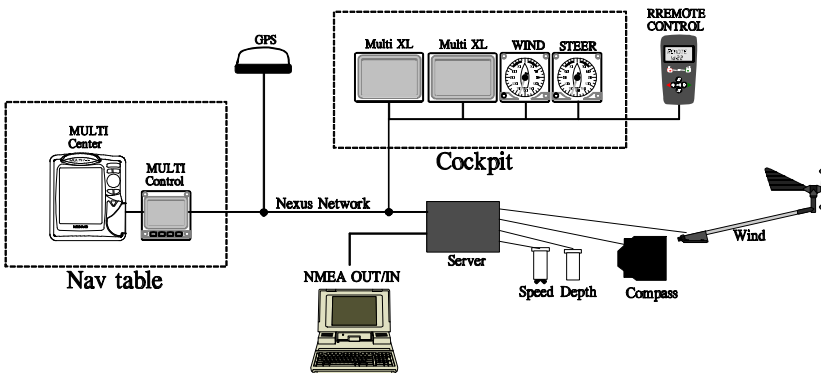 GPS
Multi XL
Multi XL
WIND
STEER
RREMOTE
CONTROL
Cockpit
MULTI
Center
MULTI
Control
Nav table
Nexus Network
Server
NMEA OUT/IN
Speed
Depth
Compass
Wind